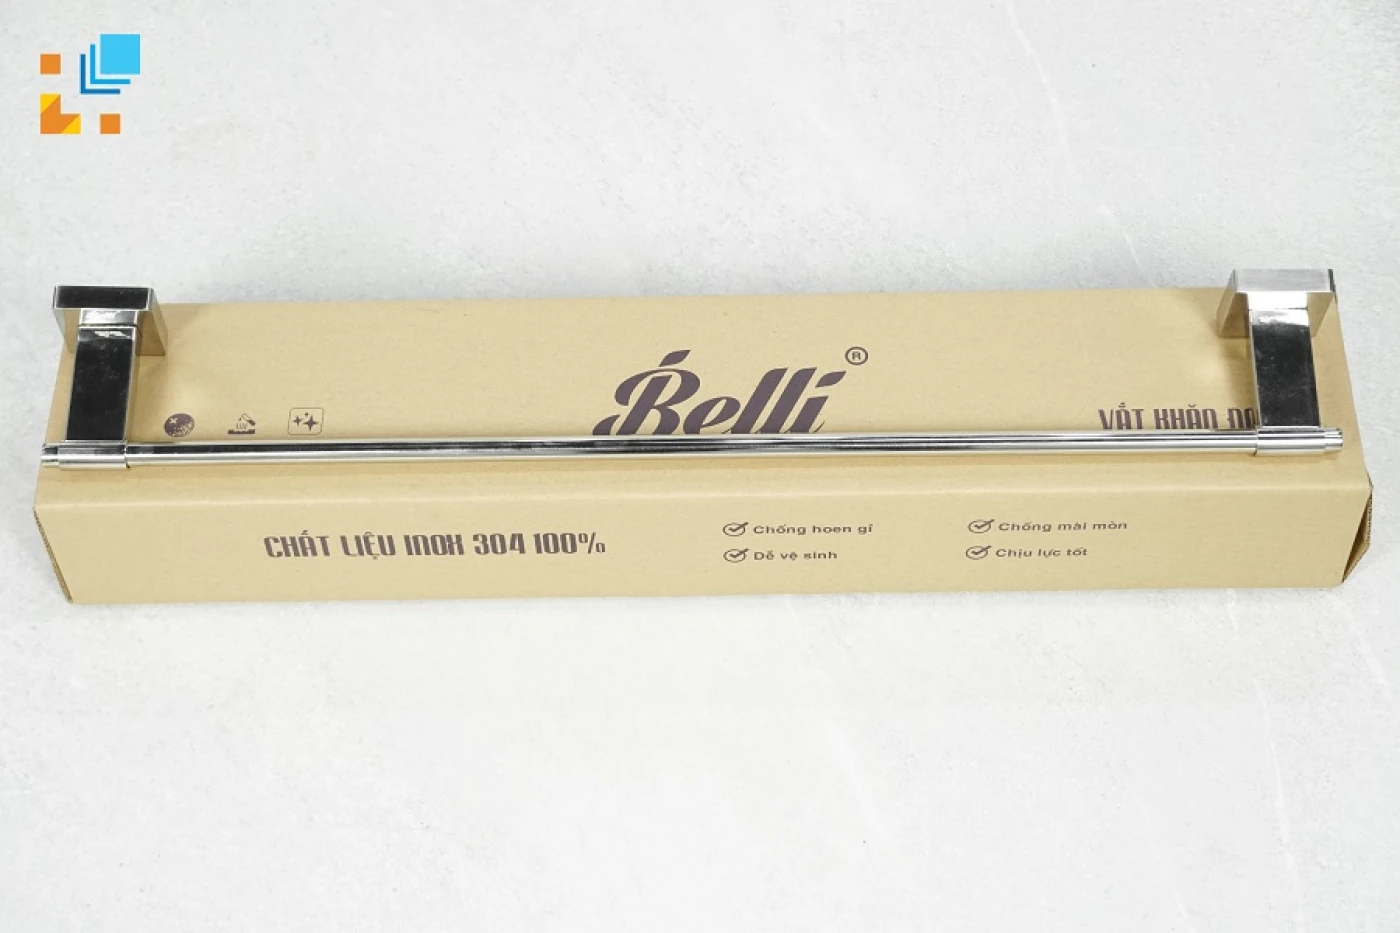 Belli ®
VẮT KHĂN
CHẤT LIỆU INOX 304 100%
Chống hoen gỉ
Dễ vệ sinh
Chống mài mòn
Chịu lực tốt